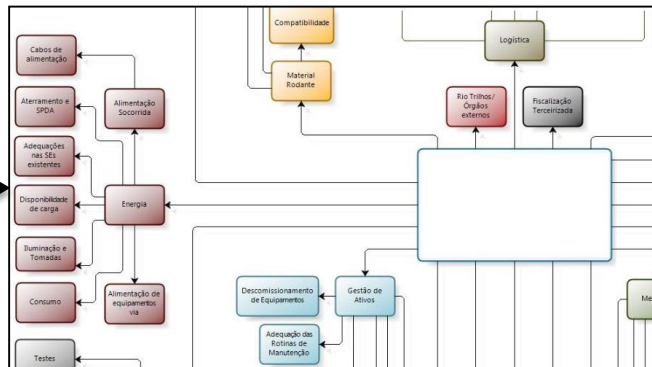 Compatibilidade
Cabos de
alimentação
Logística
Material
Rodante
Aterramento e
SPDA
Alimentação
Socorrida
Rio Trilhos/
Órgãos
externos
Fiscalização
Terceirizada
Adequações
nas SEs
existentes
Disponibilidade
de carga
Energia
Iluminação e
Tomadas
Descomissionamento
de Equipamentos
Gestão de
Ativos
Consumo
Alimentação de
equipamentos
via
Me
Adequação das
Rotinas de
Manutenção
Testes